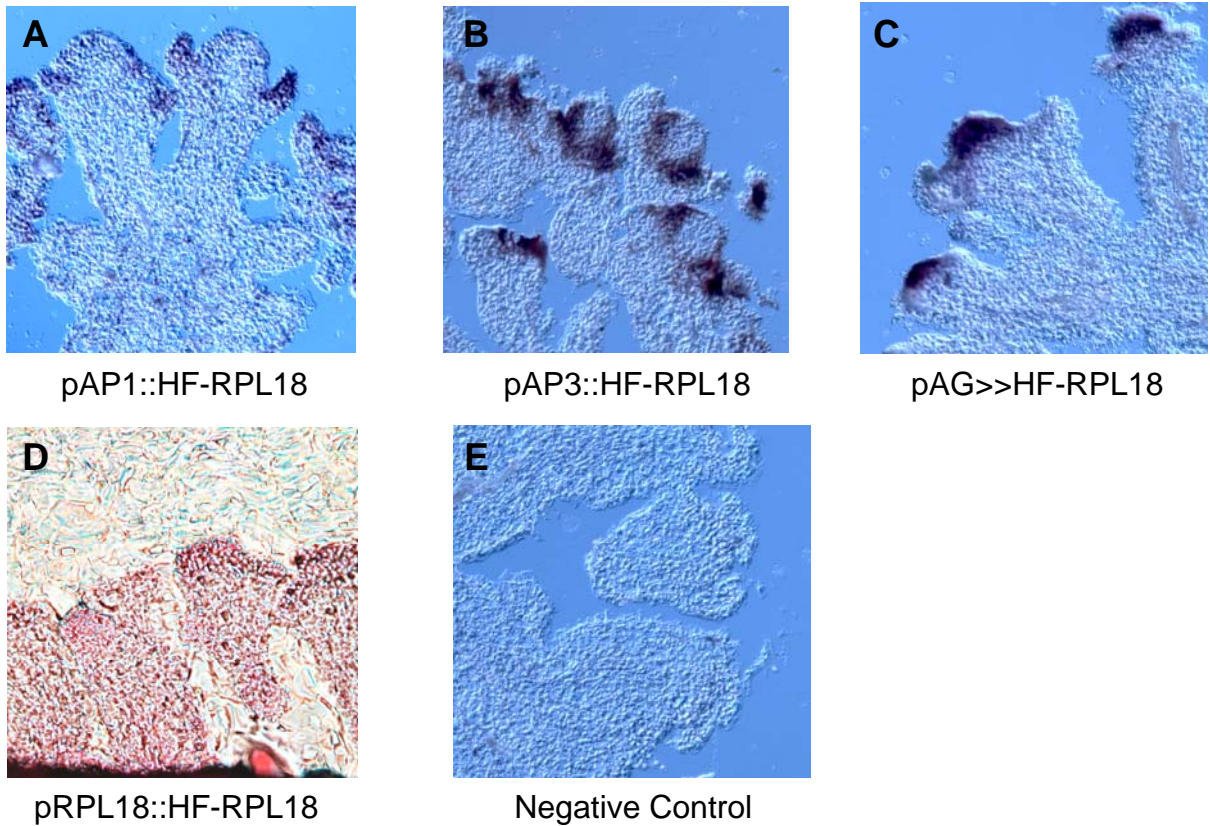 A
B
C
pAP1::HF-RPL18
pAP3::HF-RPL18
pAG>>HF-RPL18
D
E
pRPL18::HF-RPL18
Negative Control